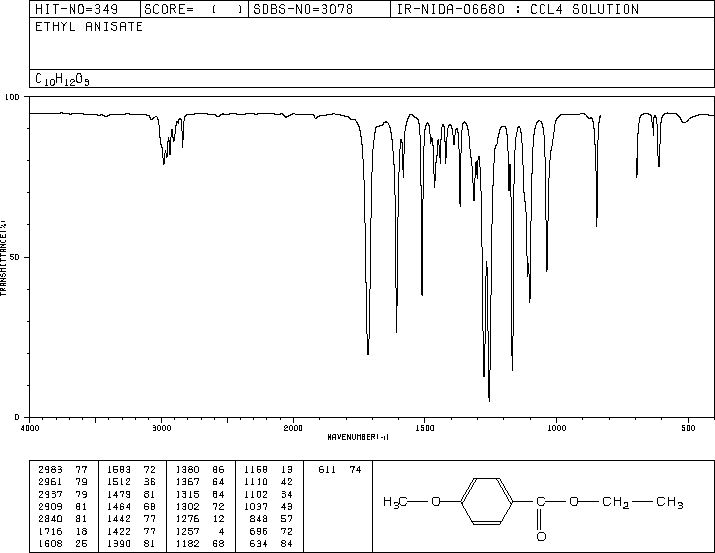 HIT-NO=349 SCORE= ( ) SDBS-NO=3078 IR-NIDA-06680 : CCL4 SOLUTION
ETHYL ANISATE
C10H12O3
100
50
0
TRANSMITTANCE(%)
4000 3000 2000 1500 1000 500
WAVENUMBER(-1)
2983 77 1583 72 1380 86 1168 13 611 74
2961 79 1512 36 1367 64 1110 42
2937 79 1479 81 1315 84 1102 34
2909 81 1464 68 1302 72 1037 43
2840 81 1442 77 1276 12 848 57
1716 18 1422 77 1257 4 696 72
1608 25 1390 81 1182 68 634 84
H3C—O C—O—CH2—CH3
O